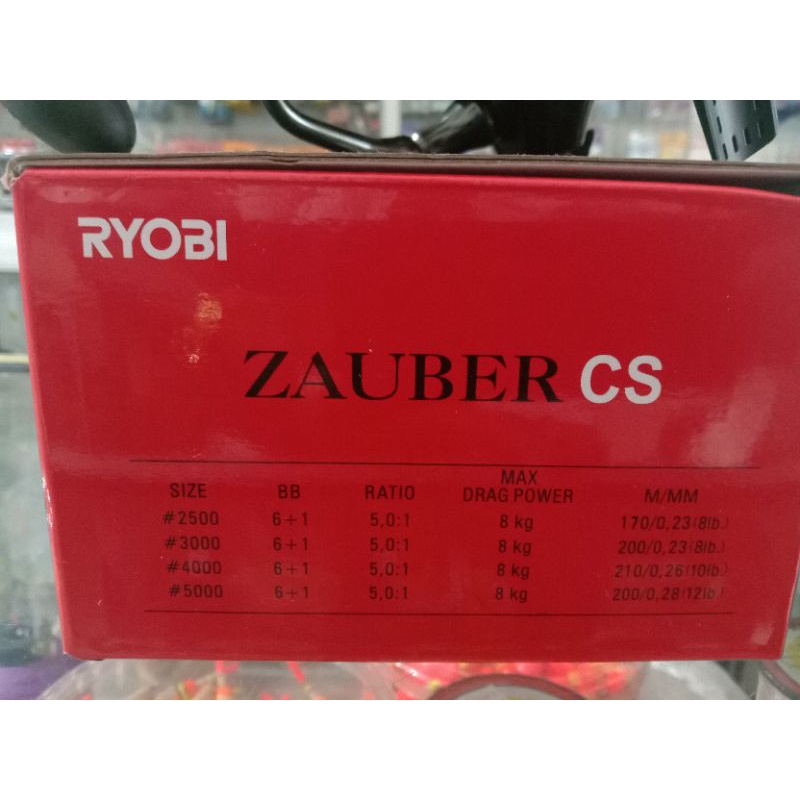 RYOBI
ZAUBER CS
SIZE BB RATIO MAX DRAG POWER M/MM
#2500 6+1 5,0:1 8 kg 170/0,23(8lb.)
#3000 6+1 5,0:1 8 kg 200/0,23(8lb.)
#4000 6+1 5,0:1 8 kg 210/0,26(10lb.)
#5000 6+1 5,0:1 8 kg 200/0,28(12lb.)